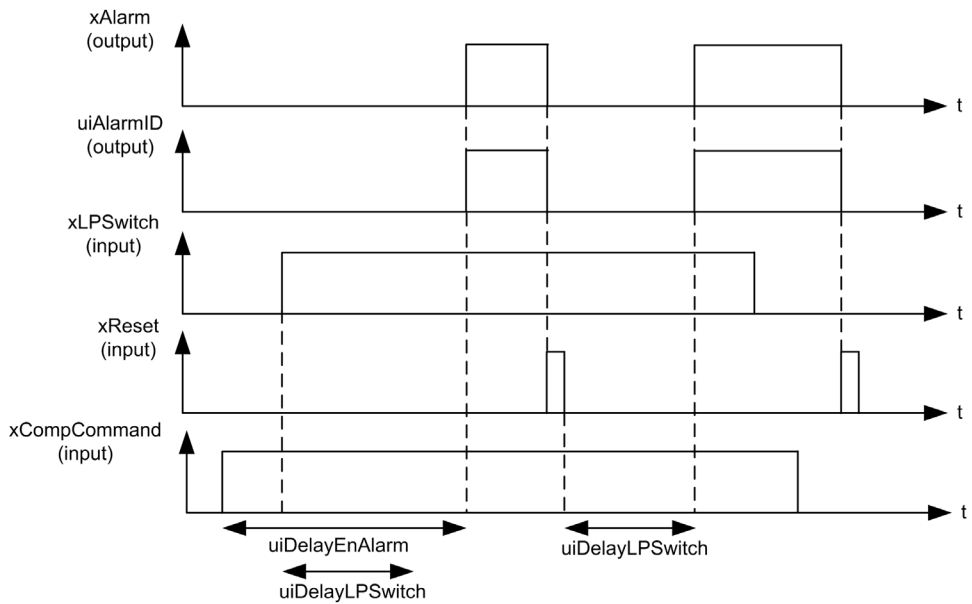 xAlarm
(output)
t
uiAlarmID
(output)
t
xLPSwitch
(input)
t
xReset
(input)
t
xCompCommand
(input)
t
uiDelayEnAlarm
uiDelayLPSwitch
uiDelayLPSwitch